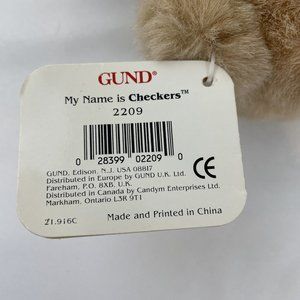 GUND®
My Name is Checkers™
2209
0 28399 02209 0
CE
GUND, Edison, N.J. USA 08817
Distributed in Europe by GUND U.K. Ltd.
Fareham, P.O. 8XB, U.K.
Distributed in Canada by Candym Enterprises Ltd.
Markham, Ontario L3R 9T1
Z1.916C
Made and Printed in China